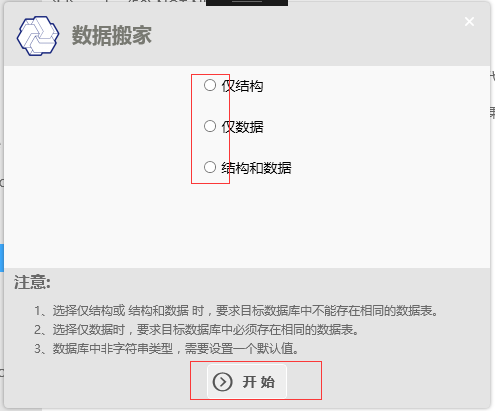 数据搬家
仅结构
仅数据
结构和数据
注意:
1、选择仅结构或 结构和数据 时，要求目标数据库中不能存在相同的数据表。
2、选择仅数据时，要求目标数据库中必须存在相同的数据表。
3、数据库中非字符串类型，需要设置一个默认值。
开 始